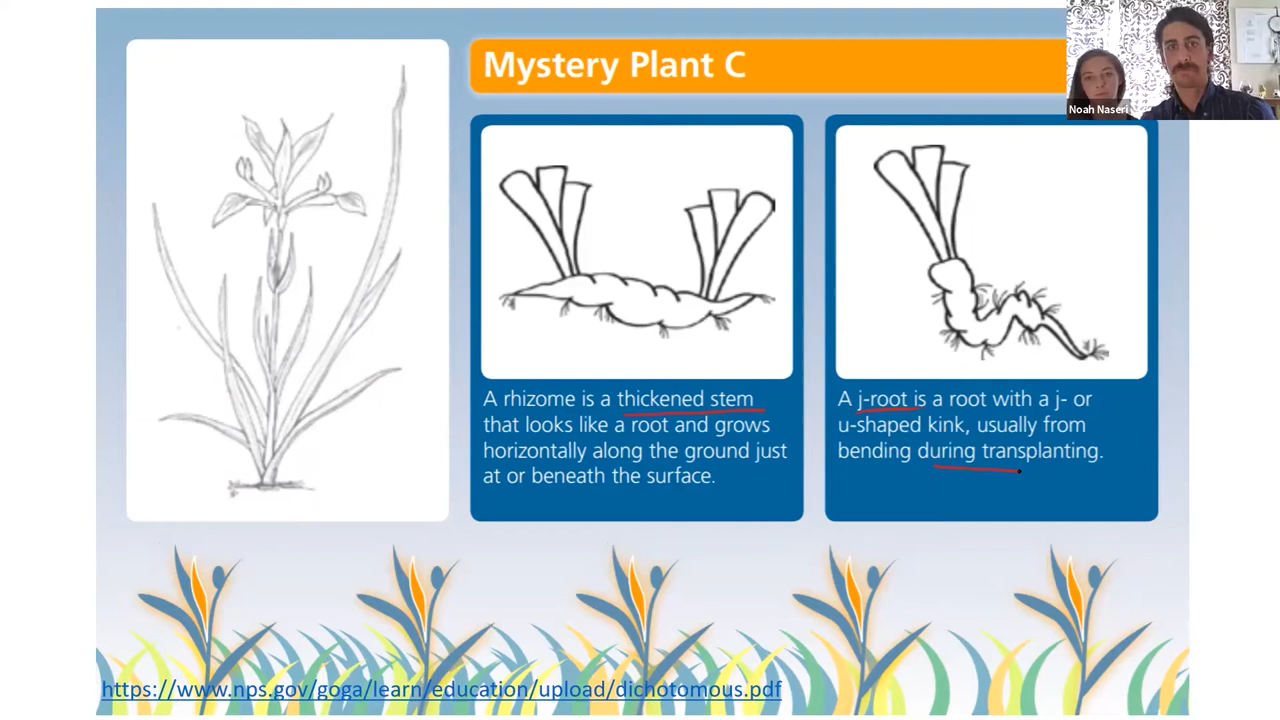 Mystery Plant C
Noah Naseri
A rhizome is a thickened stem
that looks like a root and grows
horizontally along the ground just
at or beneath the surface.
A j-root is a root with a j- or
u-shaped kink, usually from
bending during transplanting.
https://www.nps.gov/goga/learn/education/upload/dichotomous.pdf